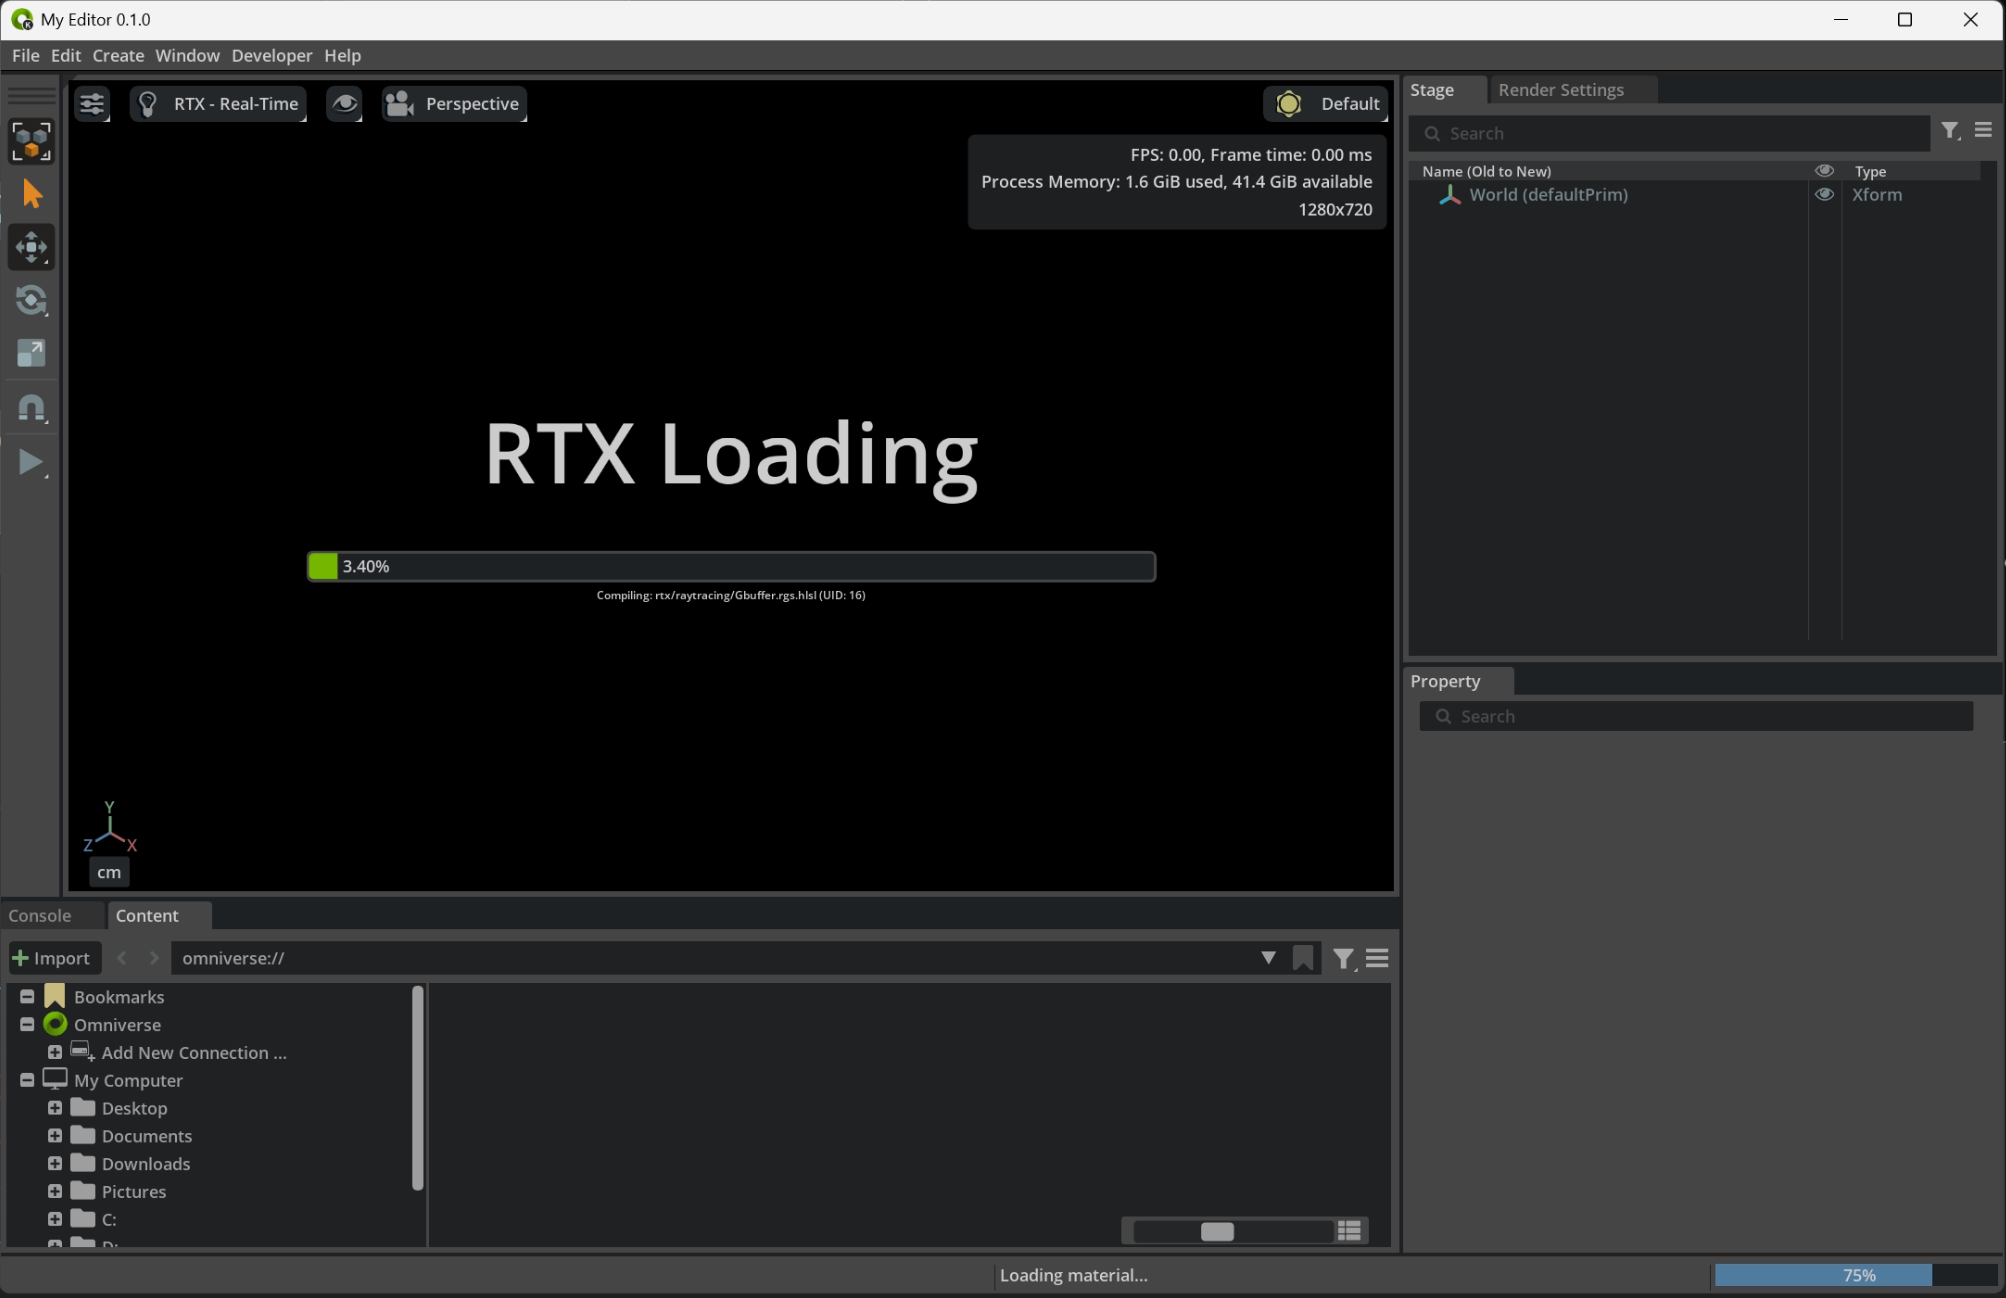 My Editor 0.1.0
File Edit Create Window Developer Help
RTX - Real-Time
Perspective
Default
FPS: 0.00, Frame time: 0.00 ms
Process Memory: 1.6 GiB used, 41.4 GiB available
1280x720
RTX Loading
3.40%
Compiling: rtx/raytracing/Gbuffer.rgs.hlsl (UID: 16)
Y
Z X
cm
Stage Render Settings
Search
Name (Old to New) Type
World (defaultPrim) Xform
Property
Search
Console Content
Import omniverse://
Bookmarks
Omniverse
Add New Connection ...
My Computer
Desktop
Documents
Downloads
Pictures
C:
D:
Loading material...
75%